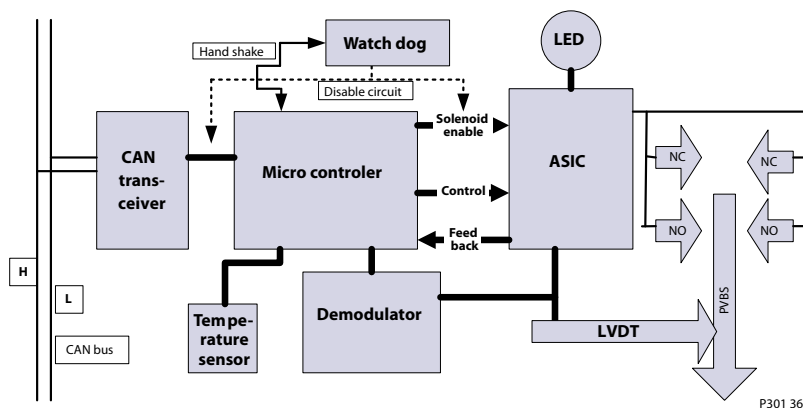 Hand shake
Watch dog
LED
Disable circuit
CAN
trans-
ceiver
Micro controler
Solenoid
enable
Control
Feed
back
ASIC
NC
NC
NO
NO
H
L
CAN bus
Tempe-
rature
sensor
Demodulator
LVDT
PVBS
P301 36